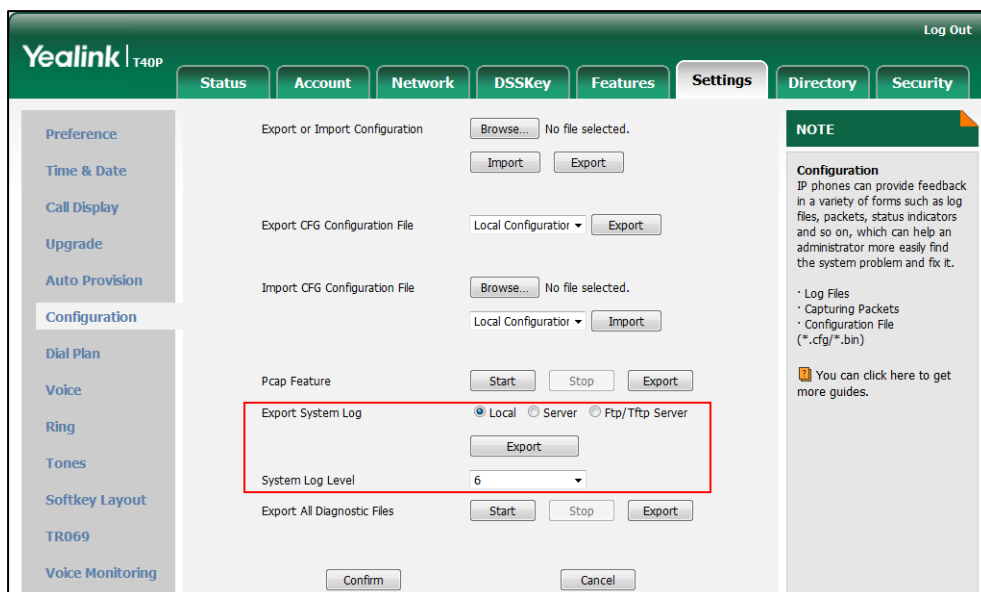 Log Out
Yealink T40P
Status Account Network DSSKey Features Settings Directory Security
Preference
Time & Date
Call Display
Upgrade
Auto Provision
Configuration
Dial Plan
Voice
Ring
Tones
Softkey Layout
TR069
Voice Monitoring
Export or Import Configuration Browse... No file selected.
Import Export
Export CFG Configuration File Local Configuration Export
Import CFG Configuration File Browse... No file selected.
Local Configuration Import
Pcap Feature Start Stop Export
Export System Log Local Server Ftp/Tftp Server
Export
System Log Level 6
Export All Diagnostic Files Start Stop Export
Confirm Cancel
NOTE
Configuration
IP phones can provide feedback
in a variety of forms such as log
files, packets, status indicators
and so on, which can help an
administrator more easily find
the system problem and fix it.
· Log Files
· Capturing Packets
· Configuration File
(*.cfg/*.bin)
You can click here to get
more guides.